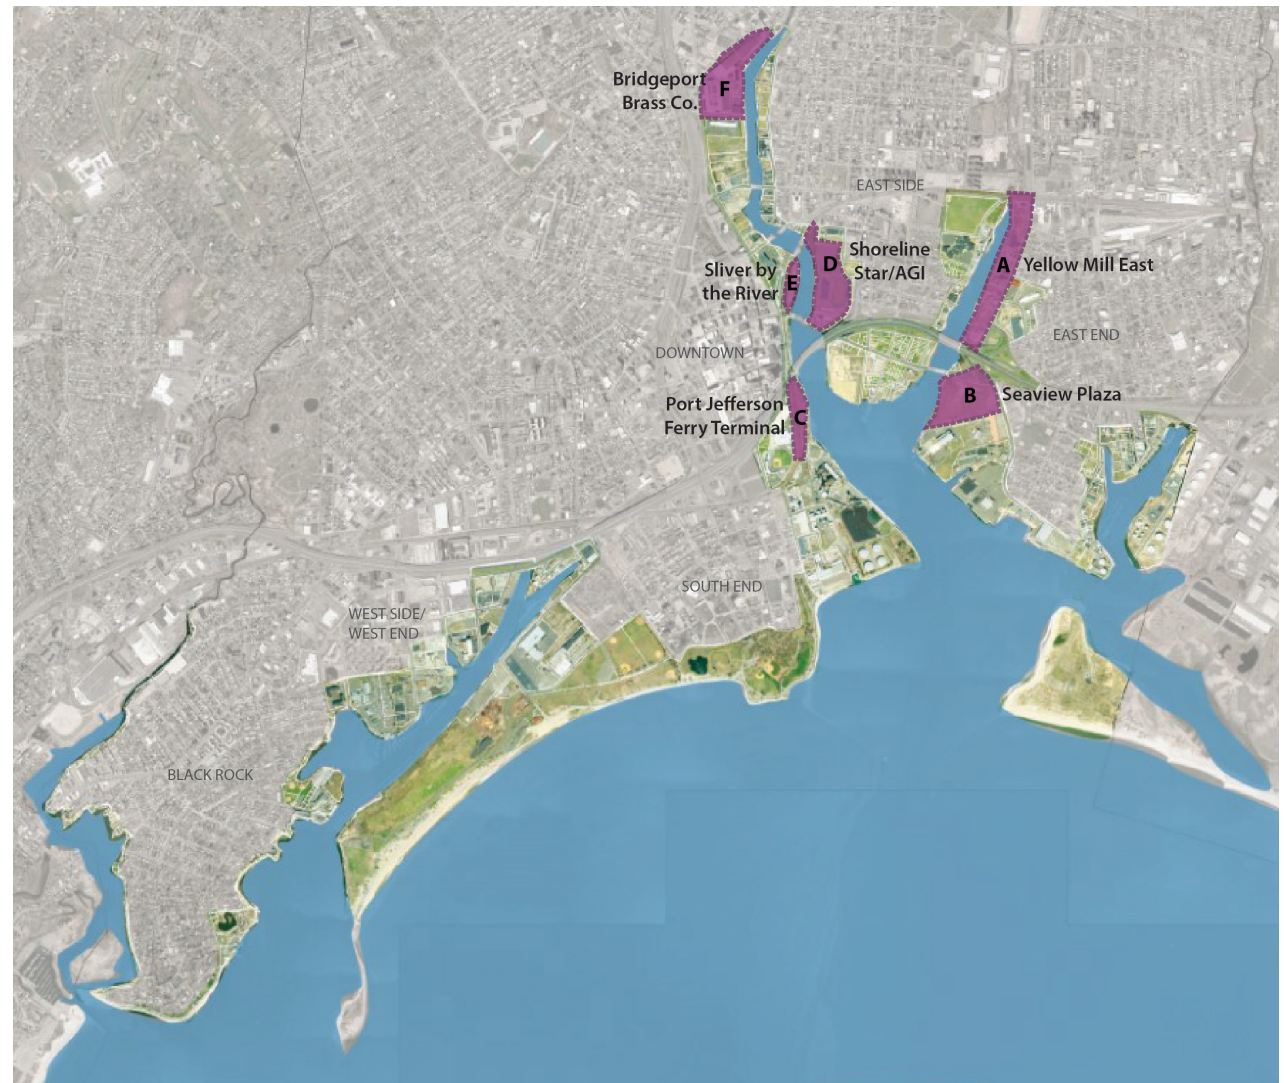 Bridgeport
Brass Co.
F
EAST SIDE
Sliver by
the River
E
D
Shoreline
Star/AGI
A
Yellow Mill East
DOWNTOWN
EAST END
Port Jefferson
Ferry Terminal
C
B
Seaview Plaza
SOUTH END
WEST SIDE/
WEST END
BLACK ROCK